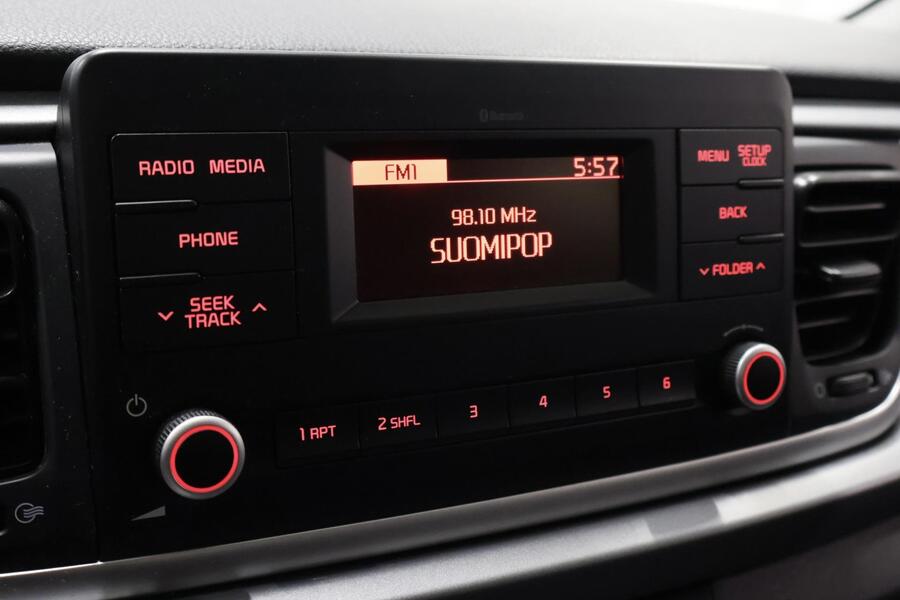 Bluetooth
RADIO MEDIA
PHONE
SEEK
TRACK
FM1 5:57
98.10 MHz
SUOMIPOP
MENU SETUP
CLOCK
BACK
FOLDER
1 RPT 2 SHFL 3 4 5 6